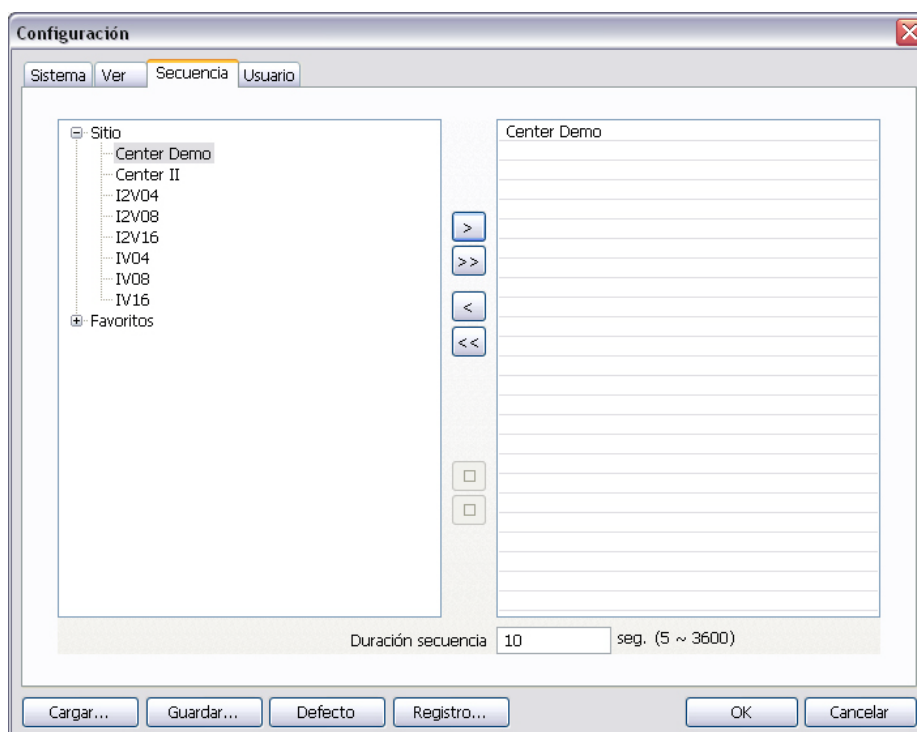 Configuración
Sistema Ver Secuencia Usuario
Sitio
Center Demo
Center II
I2V04
I2V08
I2V16
IV04
IV08
IV16
Favoritos
>
>>
<
<<
Center Demo
Duración secuencia 10 seg. (5 ~ 3600)
Cargar... Guardar... Defecto Registro... OK Cancelar